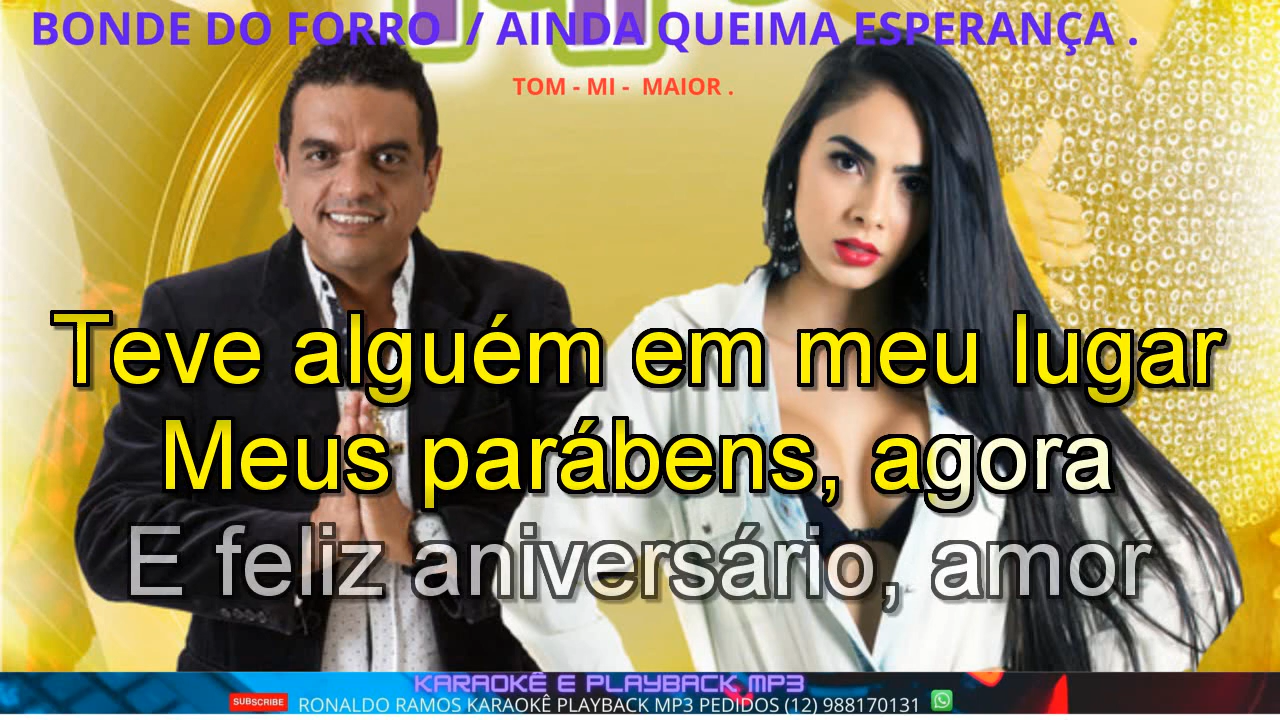 BONDE DO FORRO / AINDA QUEIMA ESPERANÇA .
TOM - MI - MAIOR .
Teve alguém em meu lugar
Meus parábens, agora
E feliz aniversário, amor
KARAOKÊ E PLAYBACK MP3
SUBSCRIBE RONALDO RAMOS KARAOKÊ PLAYBACK MP3 PEDIDOS (12) 988170131